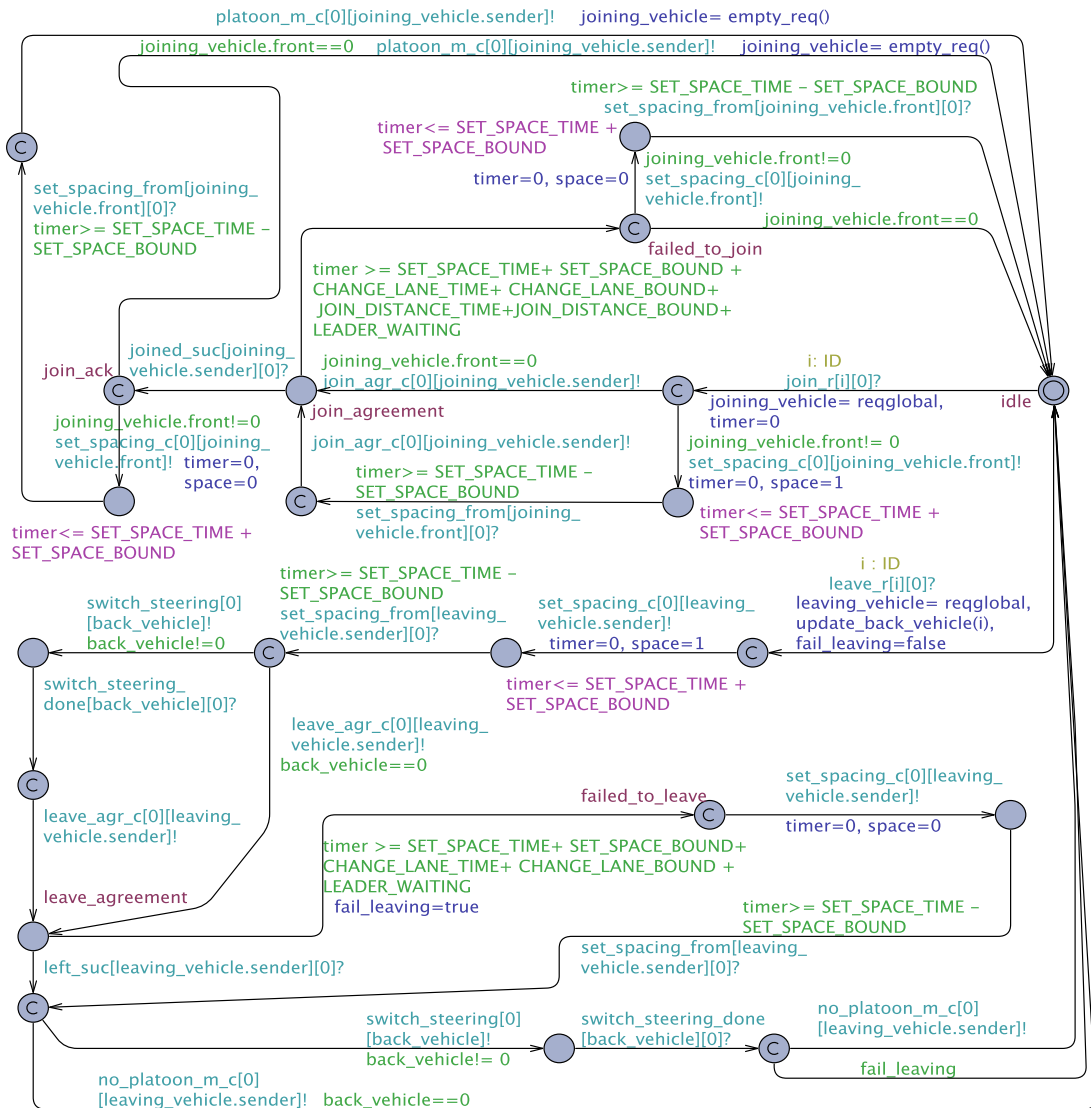 platoon_m_c[0][joining_vehicle.sender]! joining_vehicle= empty_req()
joining_vehicle.front==0 platoon_m_c[0][joining_vehicle.sender]! joining_vehicle= empty_req()
timer>= SET_SPACE_TIME - SET_SPACE_BOUND
set_spacing_from[joining_vehicle.front][0]?
timer<= SET_SPACE_TIME +
SET_SPACE_BOUND
C
joining_vehicle.front!=0
timer=0, space=0
set_spacing_c[0][joining_
vehicle.front]!
set_spacing_from[joining_
vehicle.front][0]?
timer>= SET_SPACE_TIME -
SET_SPACE_BOUND
C
joining_vehicle.front==0
failed_to_join
timer >= SET_SPACE_TIME+ SET_SPACE_BOUND +
CHANGE_LANE_TIME+ CHANGE_LANE_BOUND+
JOIN_DISTANCE_TIME+JOIN_DISTANCE_BOUND+
LEADER_WAITING
joined_suc[joining_
vehicle.sender][0]?
join_ack
C
joining_vehicle.front==0
join_agr_c[0][joining_vehicle.sender]!
C
i: ID
join_r[i][0]?
joining_vehicle= reqglobal,
timer=0
idle
join_agreement
joining_vehicle.front!=0
set_spacing_c[0][joining_
vehicle.front]! timer=0,
space=0
join_agr_c[0][joining_vehicle.sender]!
joining_vehicle.front!= 0
set_spacing_c[0][joining_vehicle.front]!
timer=0, space=1
timer>= SET_SPACE_TIME -
SET_SPACE_BOUND
C
set_spacing_from[joining_
vehicle.front][0]?
timer<= SET_SPACE_TIME +
SET_SPACE_BOUND
timer<= SET_SPACE_TIME +
SET_SPACE_BOUND
i : ID
leave_r[i][0]?
leaving_vehicle= reqglobal,
update_back_vehicle(i),
fail_leaving=false
C
set_spacing_c[0][leaving_
vehicle.sender]!
timer=0, space=1
timer<= SET_SPACE_TIME +
SET_SPACE_BOUND
timer>= SET_SPACE_TIME -
SET_SPACE_BOUND
set_spacing_from[leaving_
vehicle.sender][0]?
C
switch_steering[0]
[back_vehicle]!
back_vehicle!=0
switch_steering_
done[back_vehicle][0]?
leave_agr_c[0][leaving_
vehicle.sender]!
back_vehicle==0
C
leave_agr_c[0][leaving_
vehicle.sender]!
failed_to_leave
C
set_spacing_c[0][leaving_
vehicle.sender]!
timer=0, space=0
timer >= SET_SPACE_TIME+ SET_SPACE_BOUND+
CHANGE_LANE_TIME+ CHANGE_LANE_BOUND +
LEADER_WAITING
fail_leaving=true
leave_agreement
timer>= SET_SPACE_TIME -
SET_SPACE_BOUND
set_spacing_from[leaving_
vehicle.sender][0]?
left_suc[leaving_vehicle.sender][0]?
C
switch_steering[0]
[back_vehicle]!
back_vehicle!= 0
switch_steering_done
[back_vehicle][0]?
C
no_platoon_m_c[0]
[leaving_vehicle.sender]!
fail_leaving
no_platoon_m_c[0]
[leaving_vehicle.sender]! back_vehicle==0